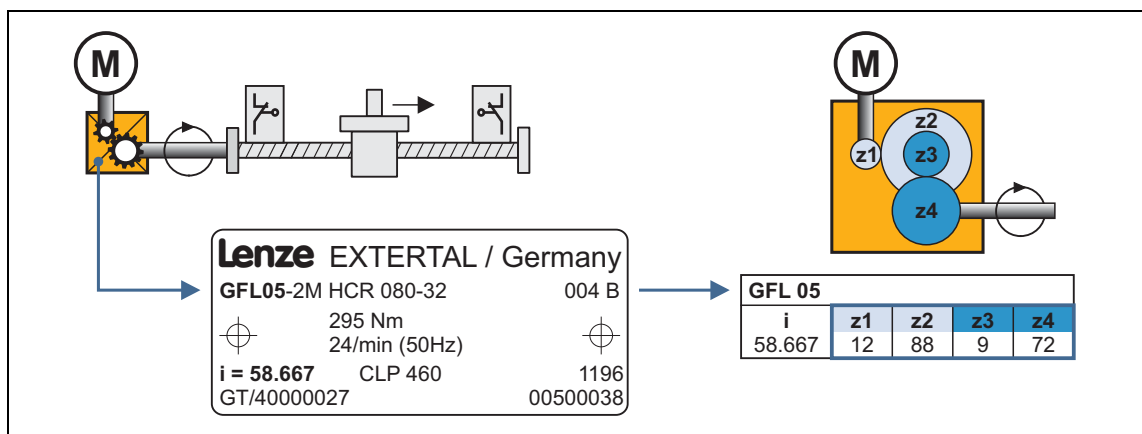 M
M
z2
z1
z3
z4
Lenze EXTERTAL / Germany
GFL05-2M HCR 080-32 004 B
295 Nm
24/min (50Hz)
i = 58.667 CLP 460 1196
GT/40000027 00500038
GFL 05
i z1 z2 z3 z4
58.667 12 88 9 72